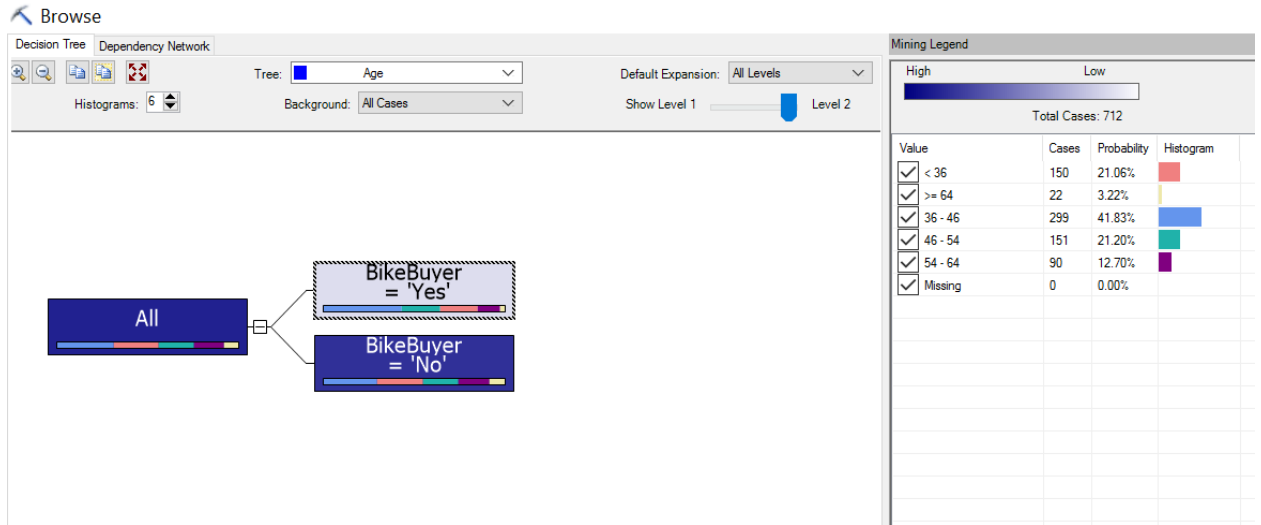 Browse
Decision Tree Dependency Network
Tree: Age Default Expansion: All Levels
Histograms: 6 Background: All Cases Show Level 1 Level 2
All
BikeBuyer
= 'Yes'
BikeBuyer
= 'No'
Mining Legend
High Low
Total Cases: 712
Value Cases Probability Histogram
< 36 150 21.06%
>= 64 22 3.22%
36 - 46 299 41.83%
46 - 54 151 21.20%
54 - 64 90 12.70%
Missing 0 0.00%